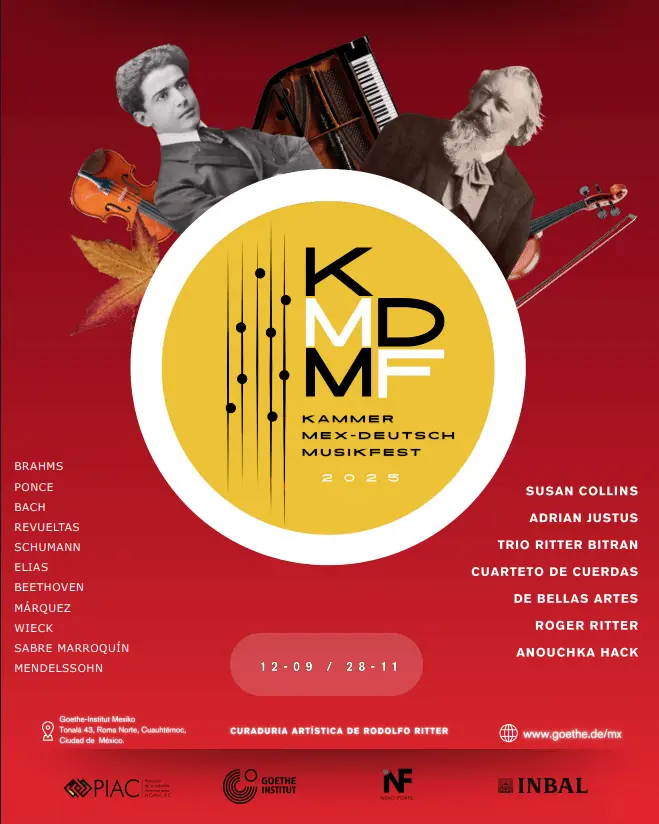 K
MD
MF
KAMMER
MEX-DEUTSCH
MUSIKFEST
2025
BRAHMS
PONCE
BACH
REVUELTAS
SCHUMANN
ELIAS
BEETHOVEN
MÁRQUEZ
WIECK
SABRE MARROQUÍN
MENDELSSOHN
SUSAN COLLINS
ADRIAN JUSTUS
TRIO RITTER BITRAN
CUARTETO DE CUERDAS
DE BELLAS ARTES
ROGER RITTER
ANOUCHKA HACK
12-09 / 28-11
Goethe-Institut Mexiko
Tonalá 43, Roma Norte, Cuauhtémoc,
Ciudad de México.
CURADURIA ARTÍSTICA DE RODOLFO RITTER
www.goethe.de/mx
PIAC
GOETHE
INSTITUT
NF
INBAL